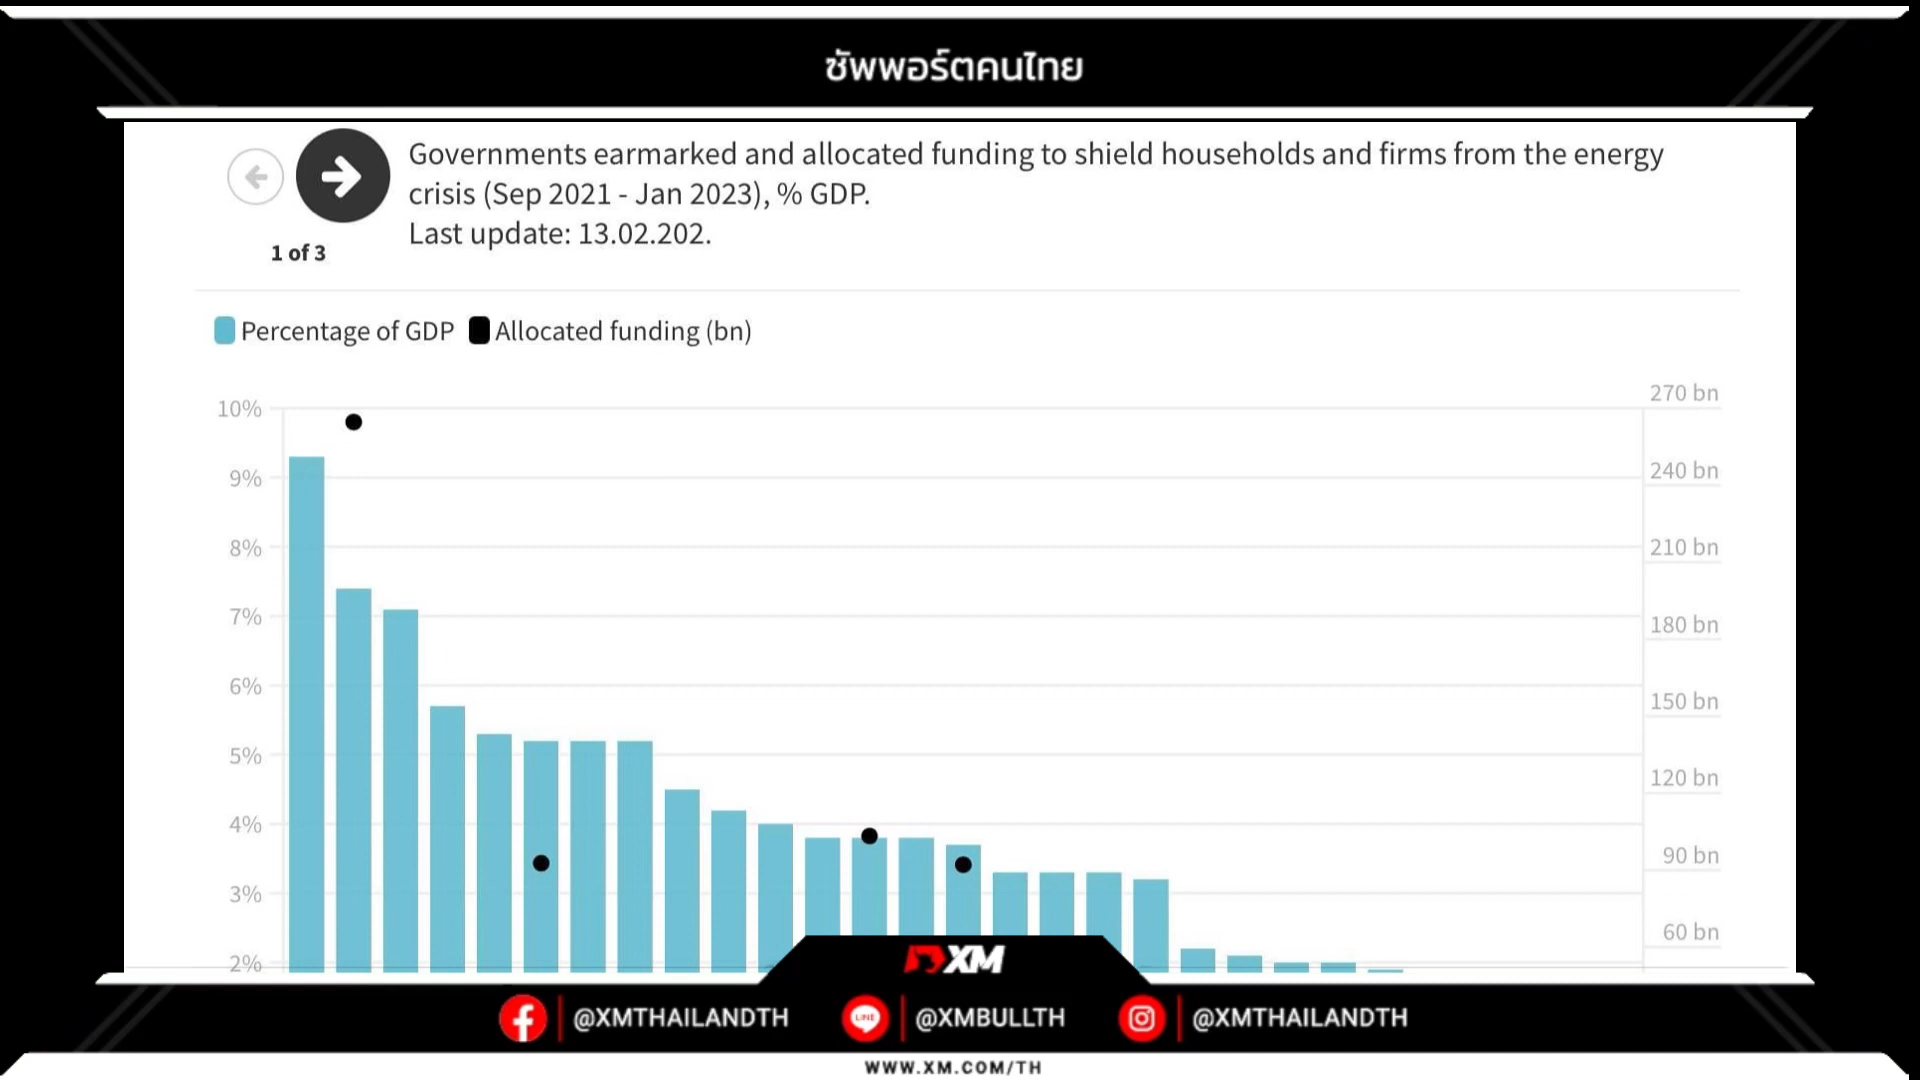 ซัพพอร์ตคนไทย
Governments earmarked and allocated funding to shield households and firms from the energy
crisis (Sep 2021 - Jan 2023), % GDP.
Last update: 13.02.202.
1 of 3
Percentage of GDP
Allocated funding (bn)
10%
9%
8%
7%
6%
5%
4%
3%
2%
270 bn
240 bn
210 bn
180 bn
150 bn
120 bn
90 bn
60 bn
XM
@XMTHAILANDTH
LINE
@XMBULLTH
@XMTHAILANDTH
WWW.XM.COM/TH